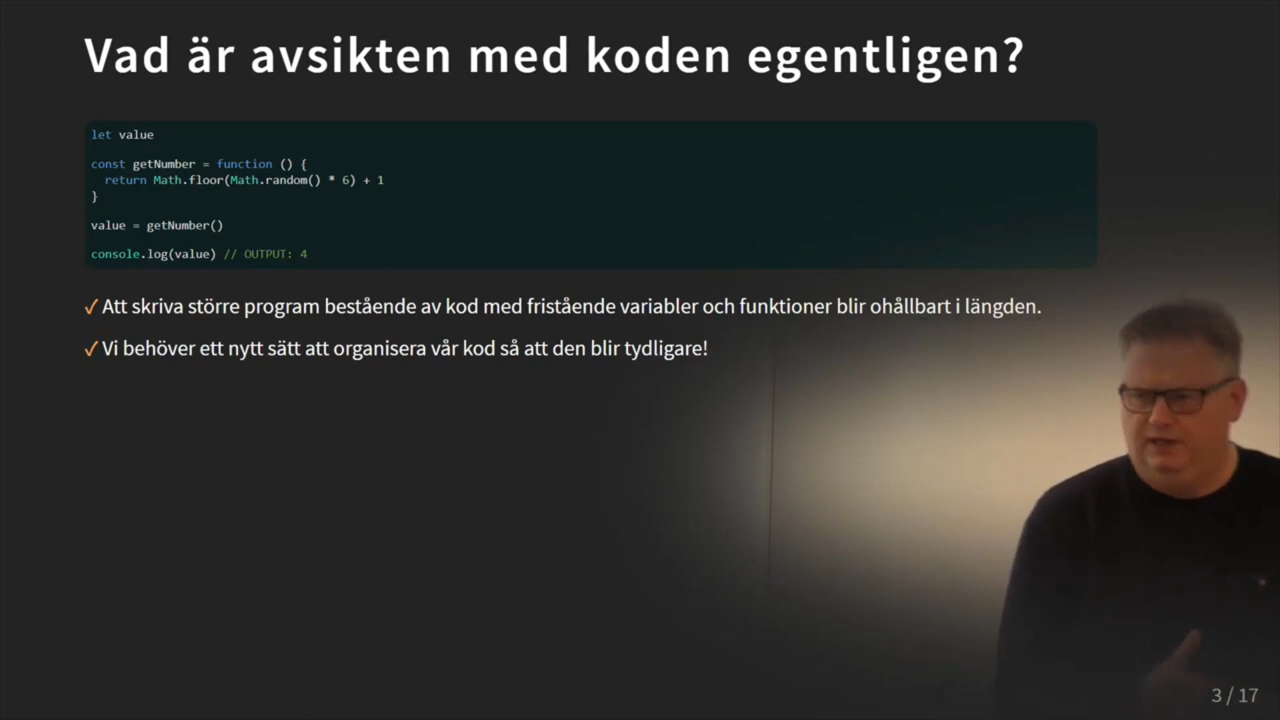 Vad är avsikten med koden egentligen?
let value
const getNumber = function () {
return Math.floor(Math.random() * 6) + 1
}
value = getNumber()
console.log(value) // OUTPUT: 4
✓ Att skriva större program bestående av kod med fristående variabler och funktioner blir ohållbart i längden.
✓ Vi behöver ett nytt sätt att organisera vår kod så att den blir tydligare!
3 / 17